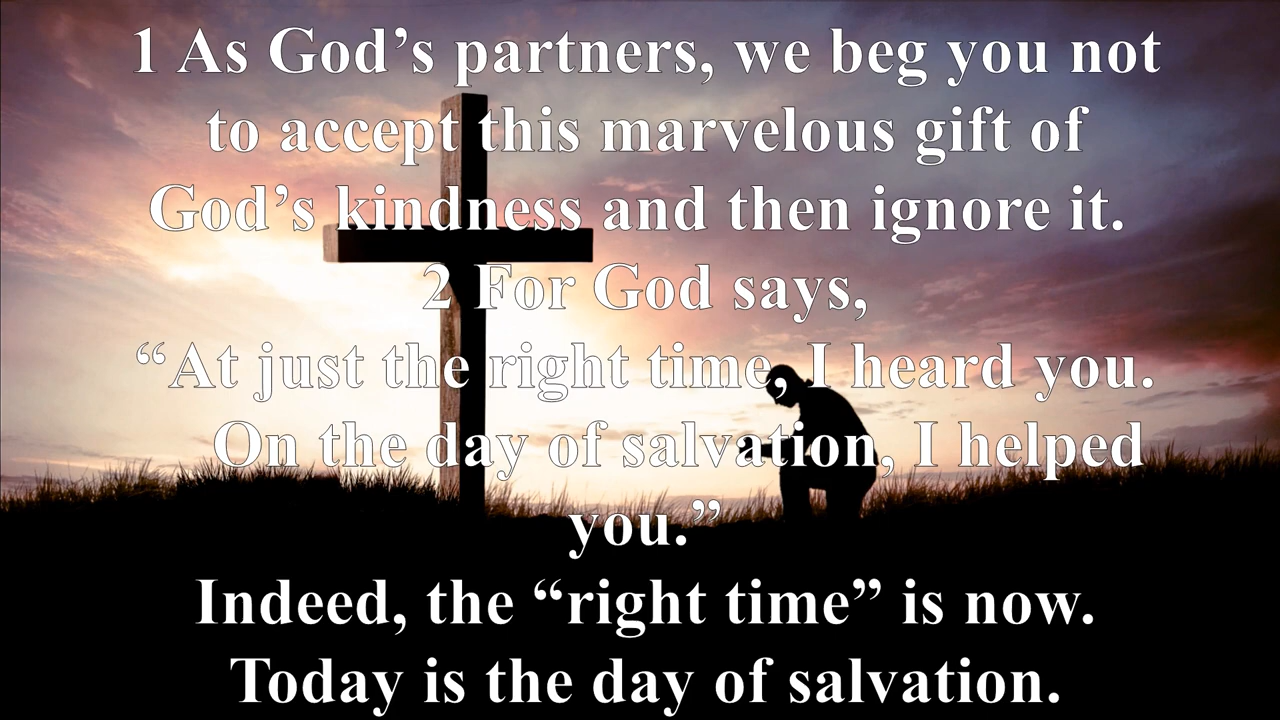 1 As God’s partners, we beg you not
to accept this marvelous gift of
God’s kindness and then ignore it.
2 For God says,
“At just the right time, I heard you.
On the day of salvation, I helped
you.”
Indeed, the “right time” is now.
Today is the day of salvation.